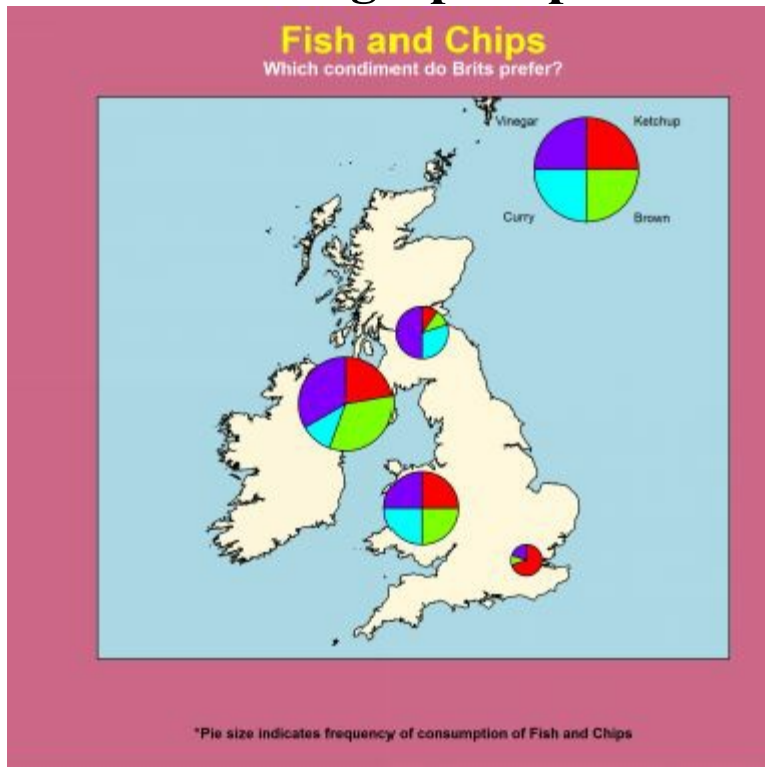 Fish and Chips
Which condiment do Brits prefer?
Vinegar Ketchup
Curry Brown
*Pie size indicates frequency of consumption of Fish and Chips